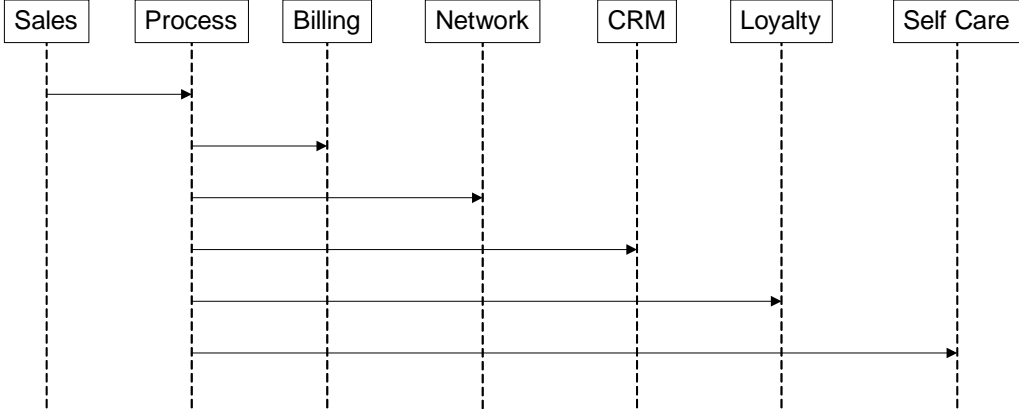 Sales
Process
Billing
Network
CRM
Loyalty
Self Care